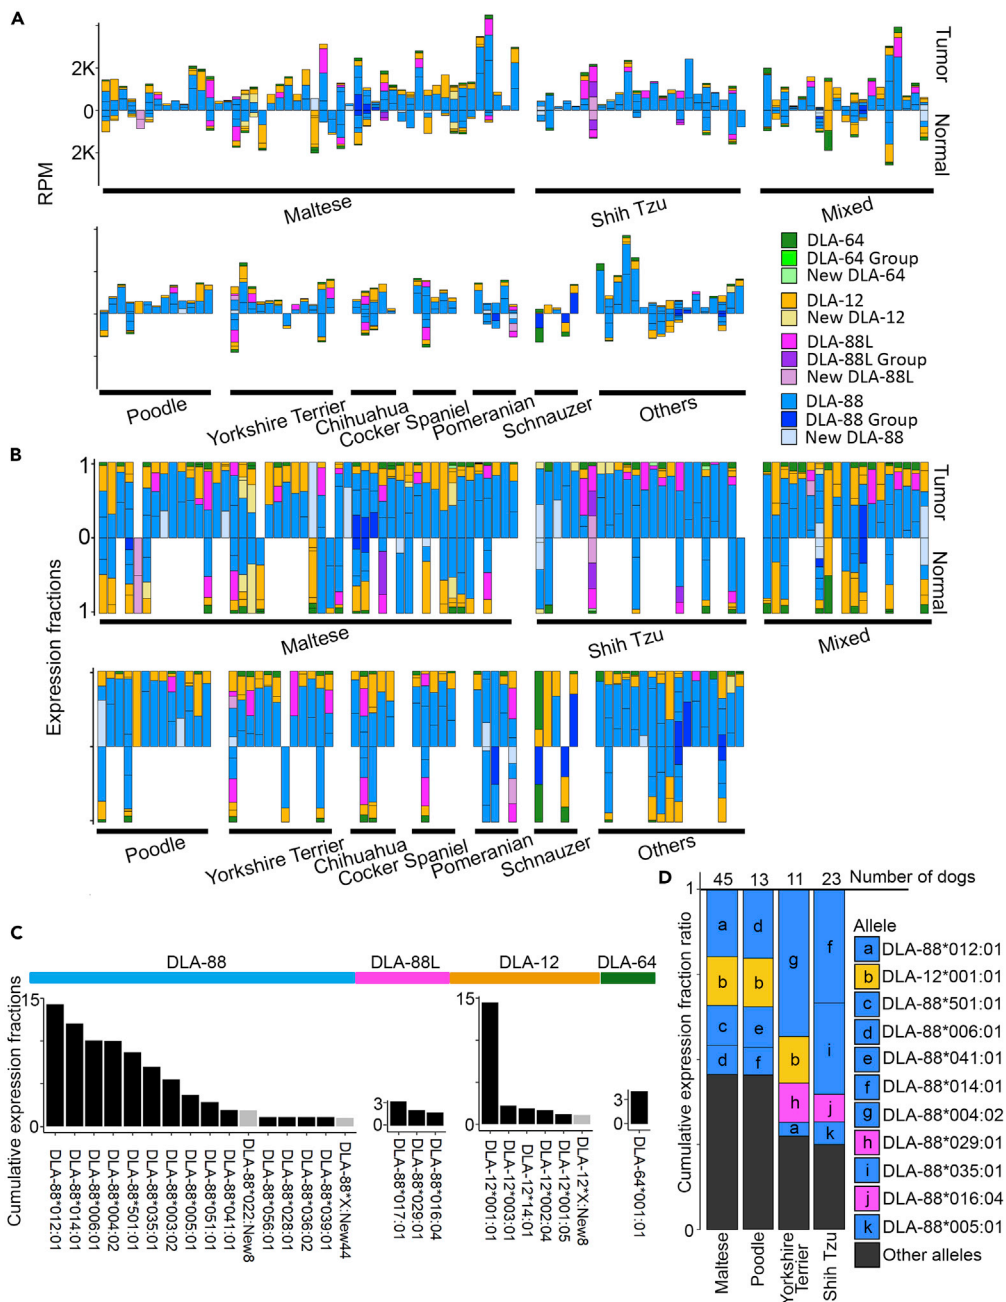 A
RPM
2K
0
2K
Tumor
Normal
Maltese
Shih Tzu
Mixed
DLA-64
DLA-64 Group
New DLA-64
DLA-12
New DLA-12
DLA-88L
DLA-88L Group
New DLA-88L
DLA-88
DLA-88 Group
New DLA-88
Poodle
Yorkshire Terrier
Chihuahua
Cocker Spaniel
Pomeranian
Schnauzer
Others
B
Expression fractions
1
0
1
Tumor
Normal
Maltese
Shih Tzu
Mixed
Poodle
Yorkshire Terrier
Chihuahua
Cocker Spaniel
Pomeranian
Schnauzer
Others
C
DLA-88
DLA-88L
DLA-12
DLA-64
Cumulative expression fractions
15
0
3
0
15
0
3
0
DLA-88*012:01
DLA-88*014:01
DLA-88*006:01
DLA-88*004:02
DLA-88*501:01
DLA-88*035:01
DLA-88*003:02
DLA-88*005:01
DLA-88*051:01
DLA-88*041:01
DLA-88*022:New8
DLA-88*056:01
DLA-88*028:01
DLA-88*036:02
DLA-88*039:01
DLA-88*X:New44
DLA-88*017:01
DLA-88*029:01
DLA-88*016:04
DLA-12*001:01
DLA-12*003:01
DLA-12*14:01
DLA-12*002:04
DLA-12*001:05
DLA-12*X:New8
DLA-64*001:01
D
45
13
11
23
Number of dogs
Cumulative expression fraction ratio
1
0
a
b
c
d
d
b
e
f
g
b
h
a
f
i
j
k
Maltese
Poodle
Yorkshire
Terrier
Shih Tzu
Allele
a DLA-88*012:01
b DLA-12*001:01
c DLA-88*501:01
d DLA-88*006:01
e DLA-88*041:01
f DLA-88*014:01
g DLA-88*004:02
h DLA-88*029:01
i DLA-88*035:01
j DLA-88*016:04
k DLA-88*005:01
Other alleles